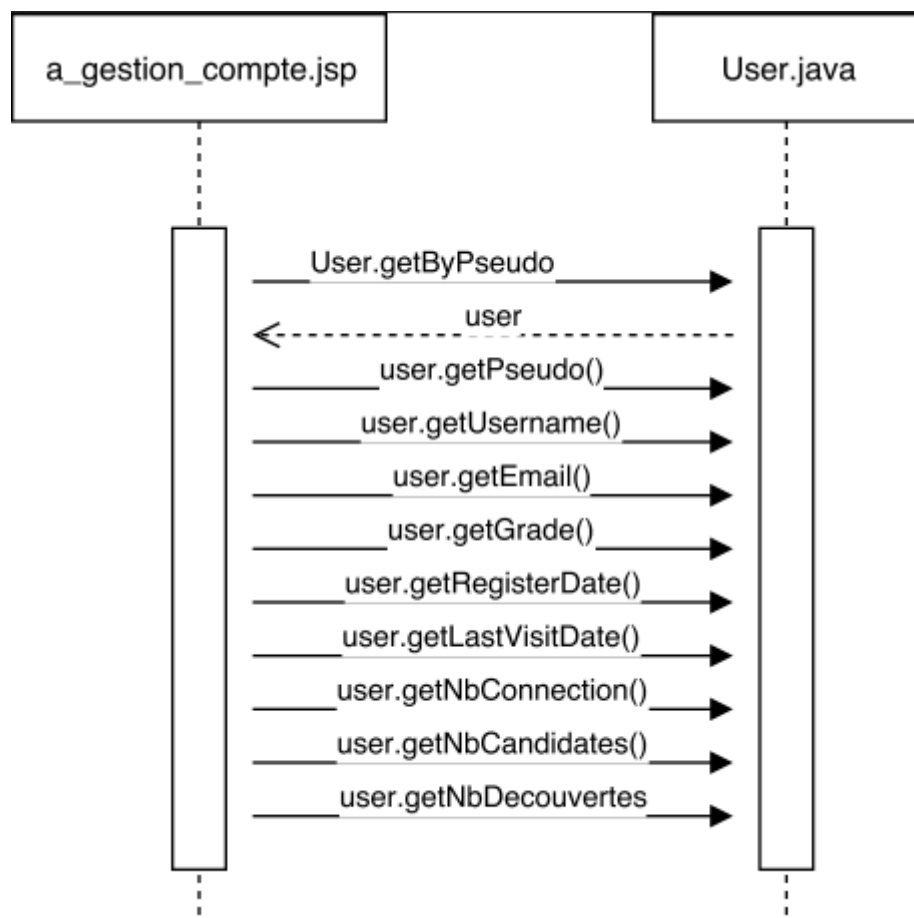 a_gestion_compte.jsp
User.java
User.getByPseudo
user
user.getPseudo()
user.getUsername()
user.getEmail()
user.getGrade()
user.getRegisterDate()
user.getLastVisitDate()
user.getNbConnection()
user.getNbCandidates()
user.getNbDecouvertes